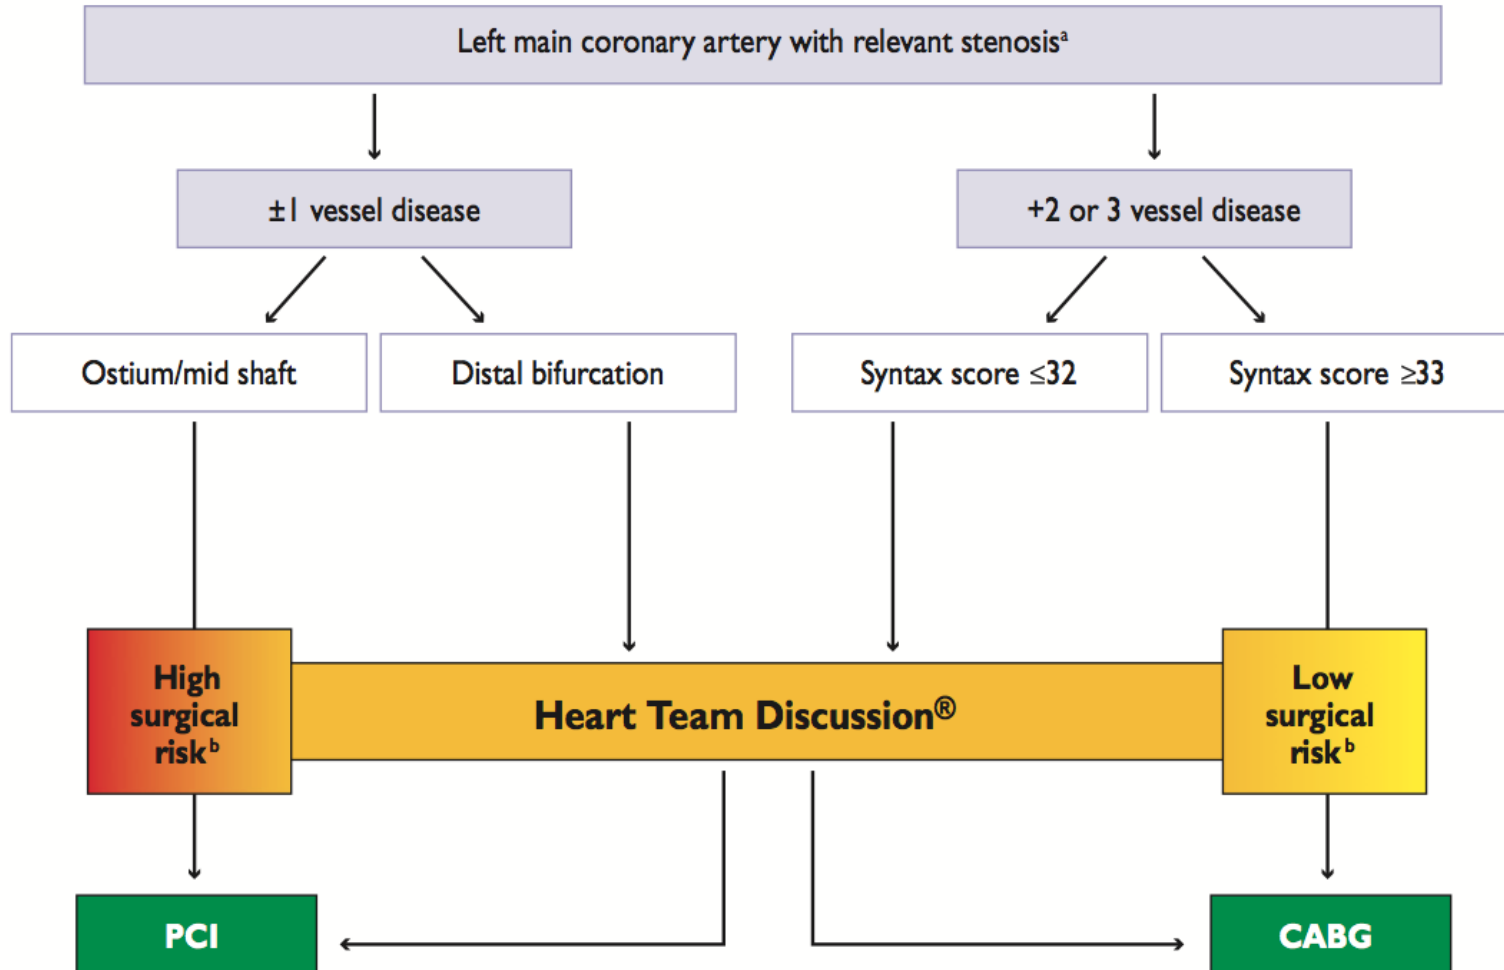 Left main coronary artery with relevant stenosisᵃ
±1 vessel disease
+2 or 3 vessel disease
Ostium/mid shaft
Distal bifurcation
Syntax score ≤32
Syntax score ≥33
High
surgical
riskᵇ
Heart Team Discussion®
Low
surgical
riskᵇ
PCI
CABG